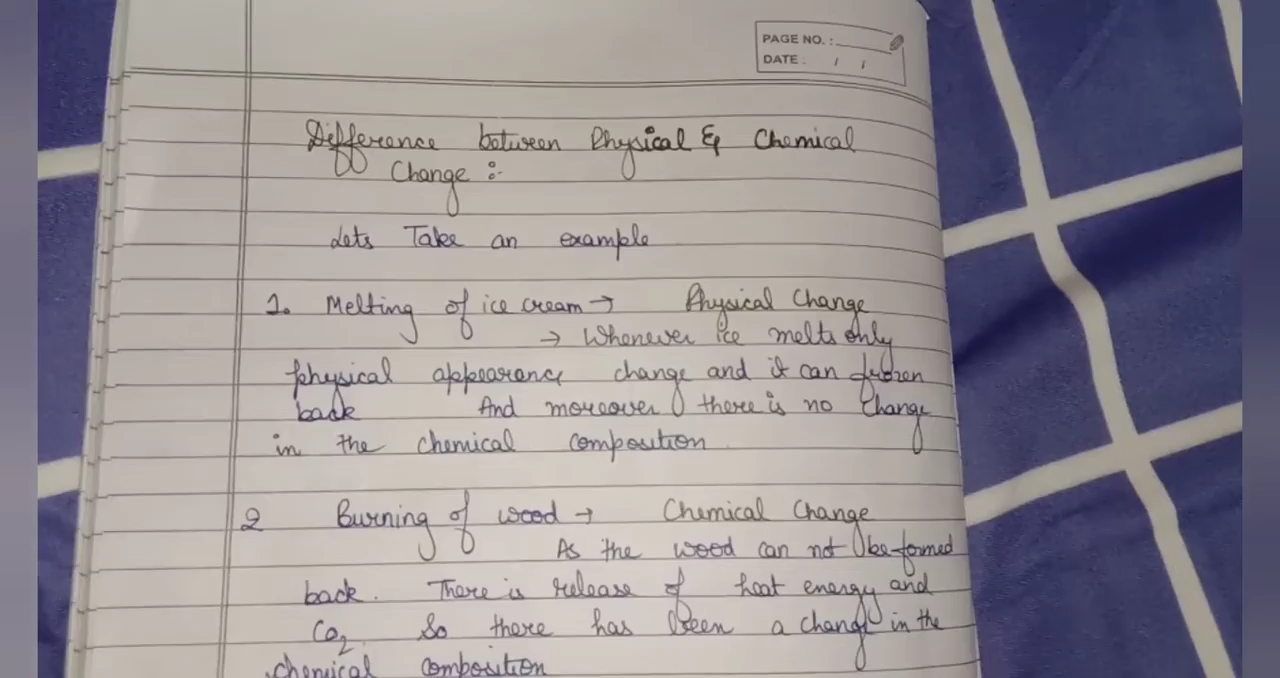 PAGE NO. :
DATE : / /
Difference between Physical & Chemical
Change :-
Lets Take an example
1. Melting of ice cream → Physical Change
→ Whenever ice melts only
physical appearance change and it can frozen
back And moreover there is no Change
in the chemical composition
2 Burning of wood → Chemical Change
As the wood can not be formed
back. There is release of heat energy and
CO2. So there has been a change in the
chemical composition